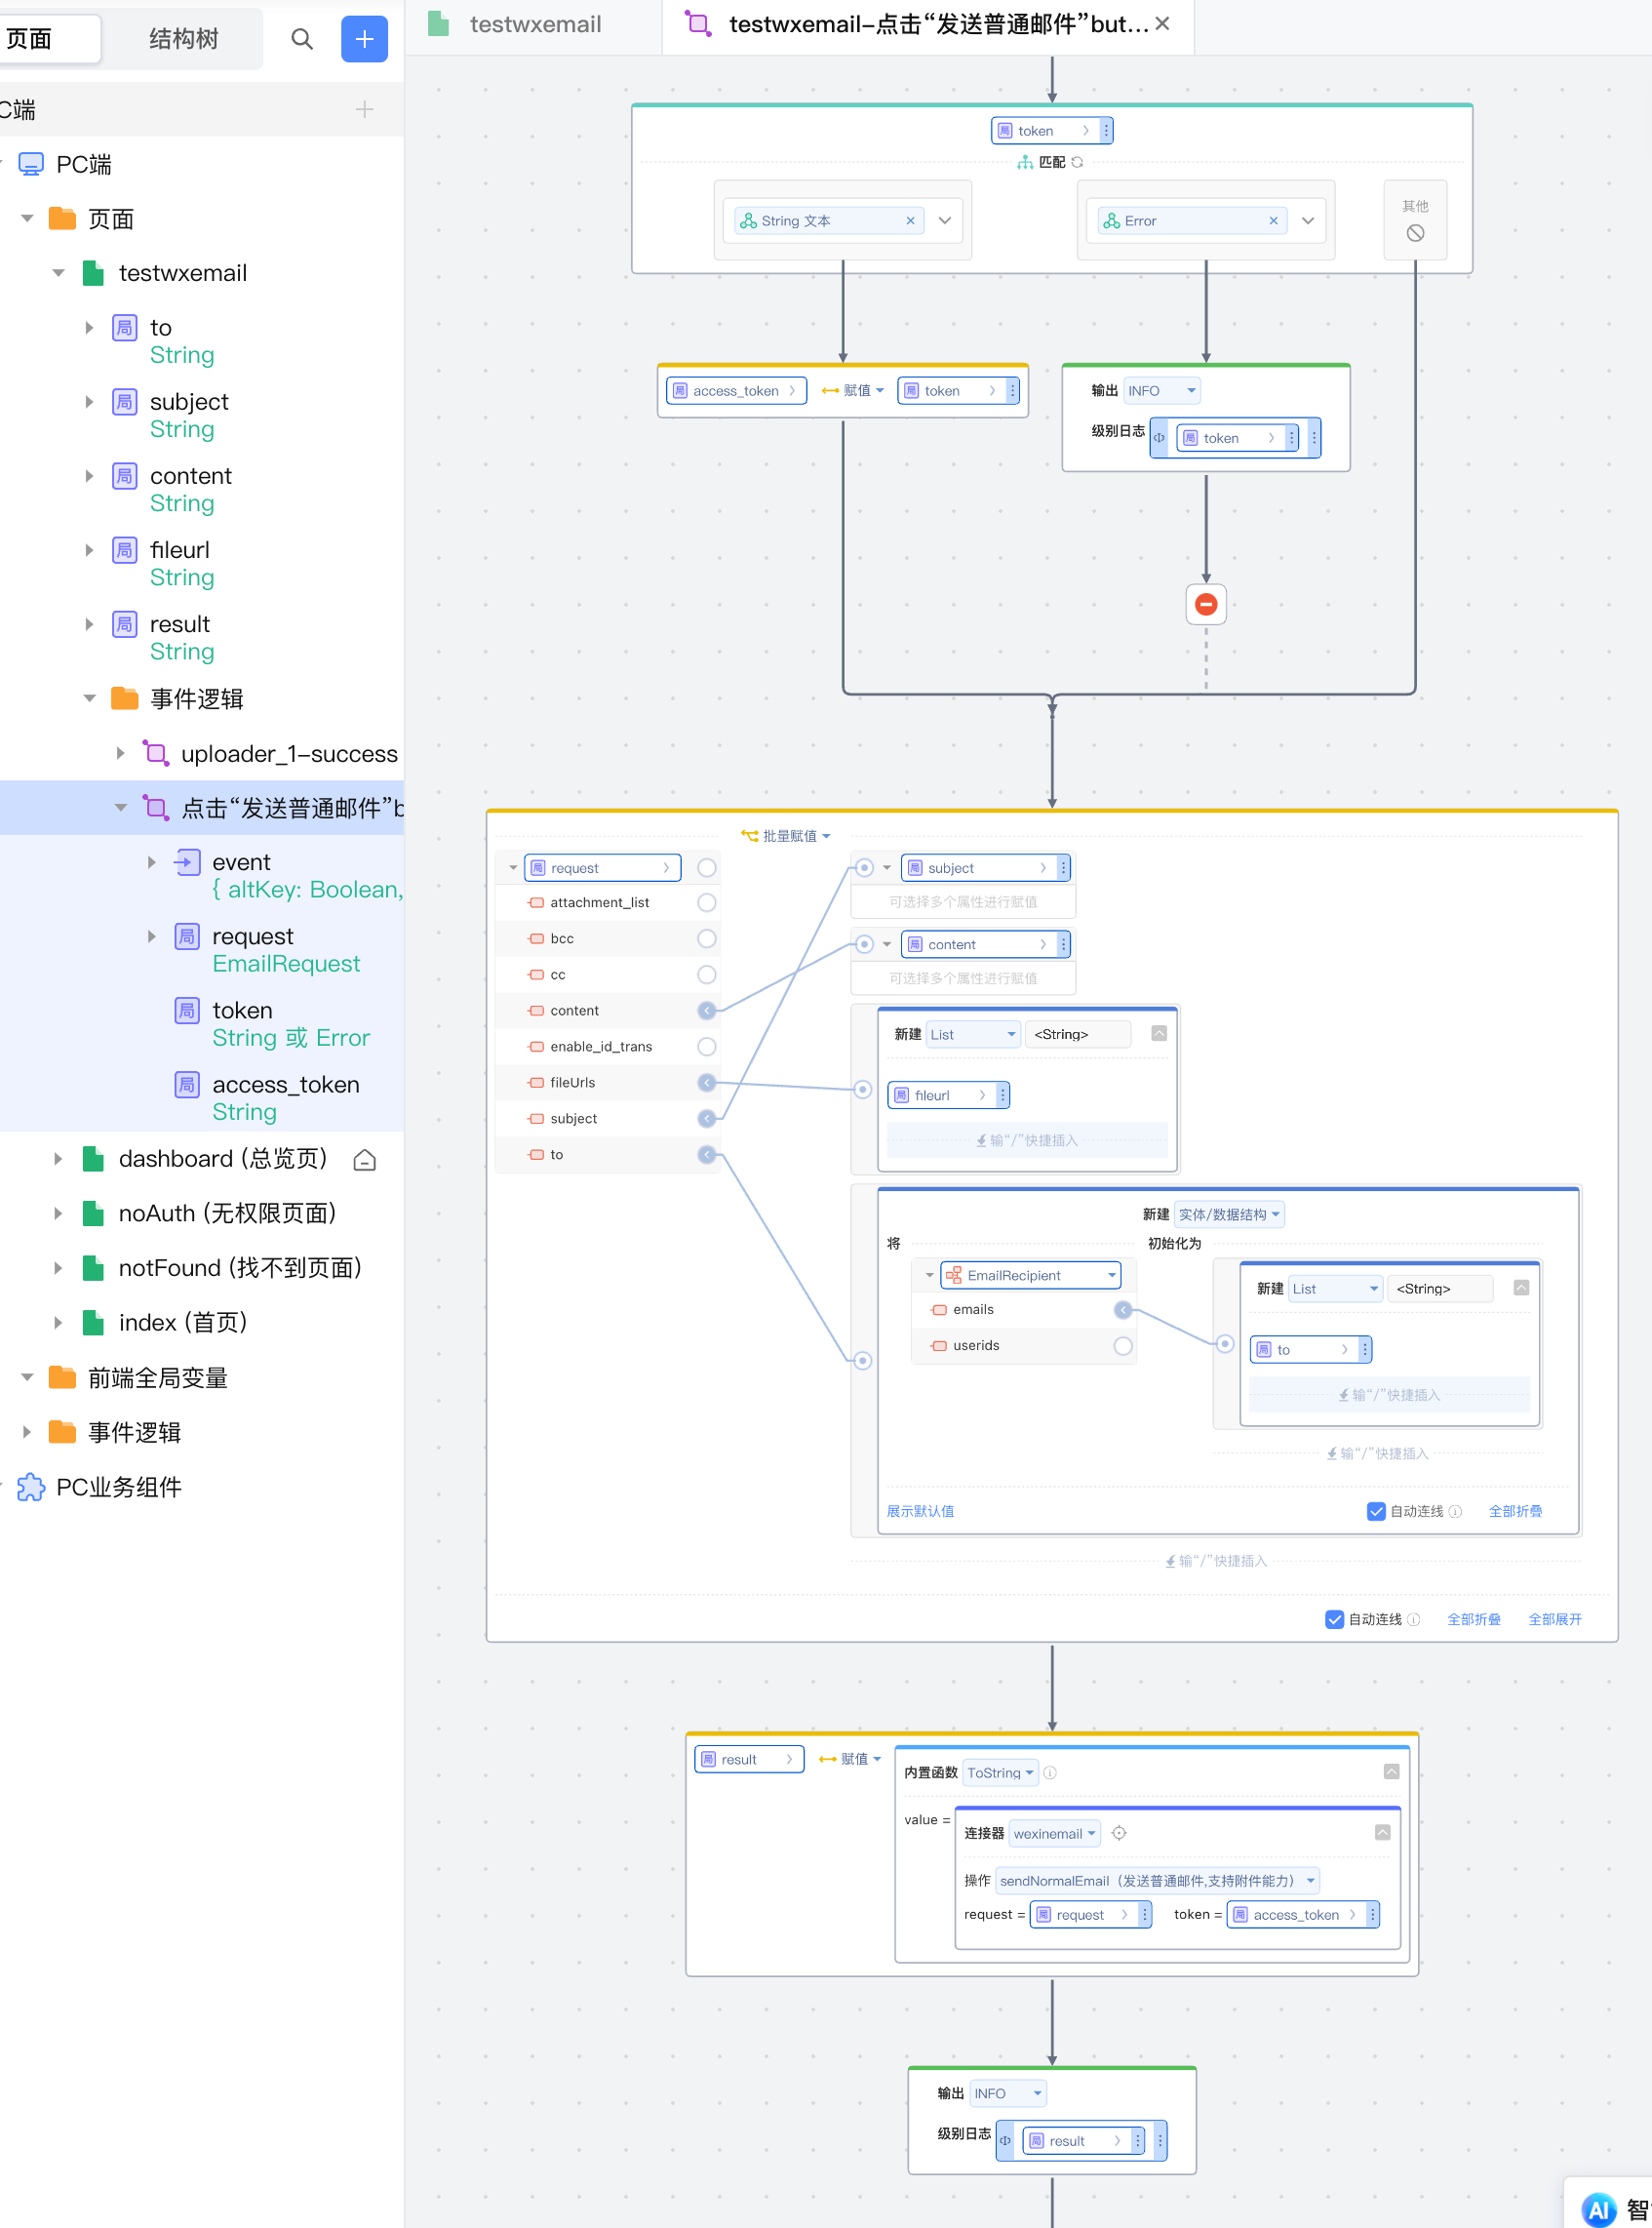 页面
结构树
C端
PC端
页面
testwxemail
to
String
subject
String
content
String
fileurl
String
result
String
事件逻辑
uploader_1-success
点击“发送普通邮件”b
event
{ altKey: Boolean,
request
EmailRequest
token
String 或 Error
access_token
String
dashboard (总览页)
noAuth (无权限页面)
notFound (找不到页面)
index (首页)
前端全局变量
事件逻辑
PC业务组件
testwxemail
testwxemail-点击“发送普通邮件”but...
局 token
匹配
String 文本
Error
其他
局 access_token 赋值 局 token
输出 INFO
级别日志 局 token
批量赋值
局 request
attachment_list
bcc
cc
content
enable_id_trans
fileUrls
subject
to
局 subject
可选择多个属性进行赋值
局 content
可选择多个属性进行赋值
新建 List <String>
局 fileurl
输“/”快捷插入
新建 实体/数据结构
将 初始化为
EmailRecipient
emails
userids
新建 List <String>
局 to
输“/”快捷插入
输“/”快捷插入
展示默认值 自动连线 全部折叠
输“/”快捷插入
自动连线 全部折叠 全部展开
局 result 赋值
内置函数 ToString
value =
连接器 wexinemail
操作 sendNormalEmail（发送普通邮件,支持附件能力）
request = 局 request token = 局 access_token
输出 INFO
级别日志 局 result
AI 智